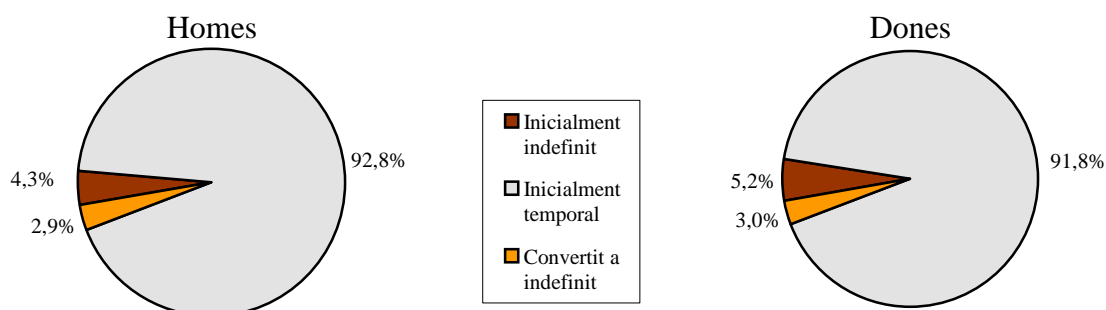 Homes
Dones
92,8%
4,3%
2,9%
Inicialment
indefinit
Inicialment
temporal
Convertit a
indefinit
91,8%
5,2%
3,0%